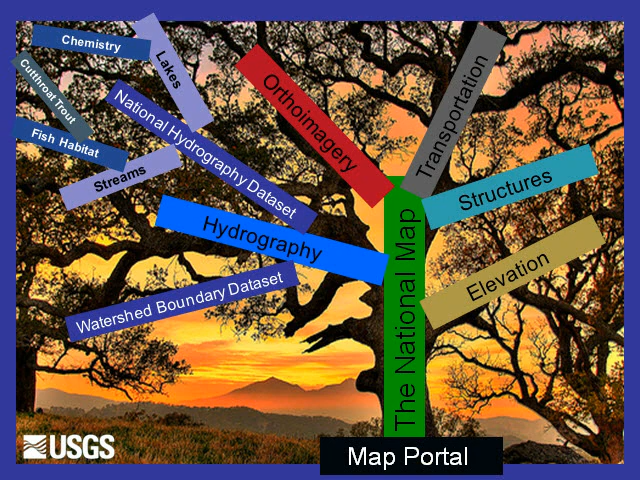 Chemistry
Lakes
Cutthroat Trout
Fish Habitat
Streams
National Hydrography Dataset
Orthoimagery
Transportation
Structures
Hydrography
Elevation
Watershed Boundary Dataset
The National Map
USGS
Map Portal